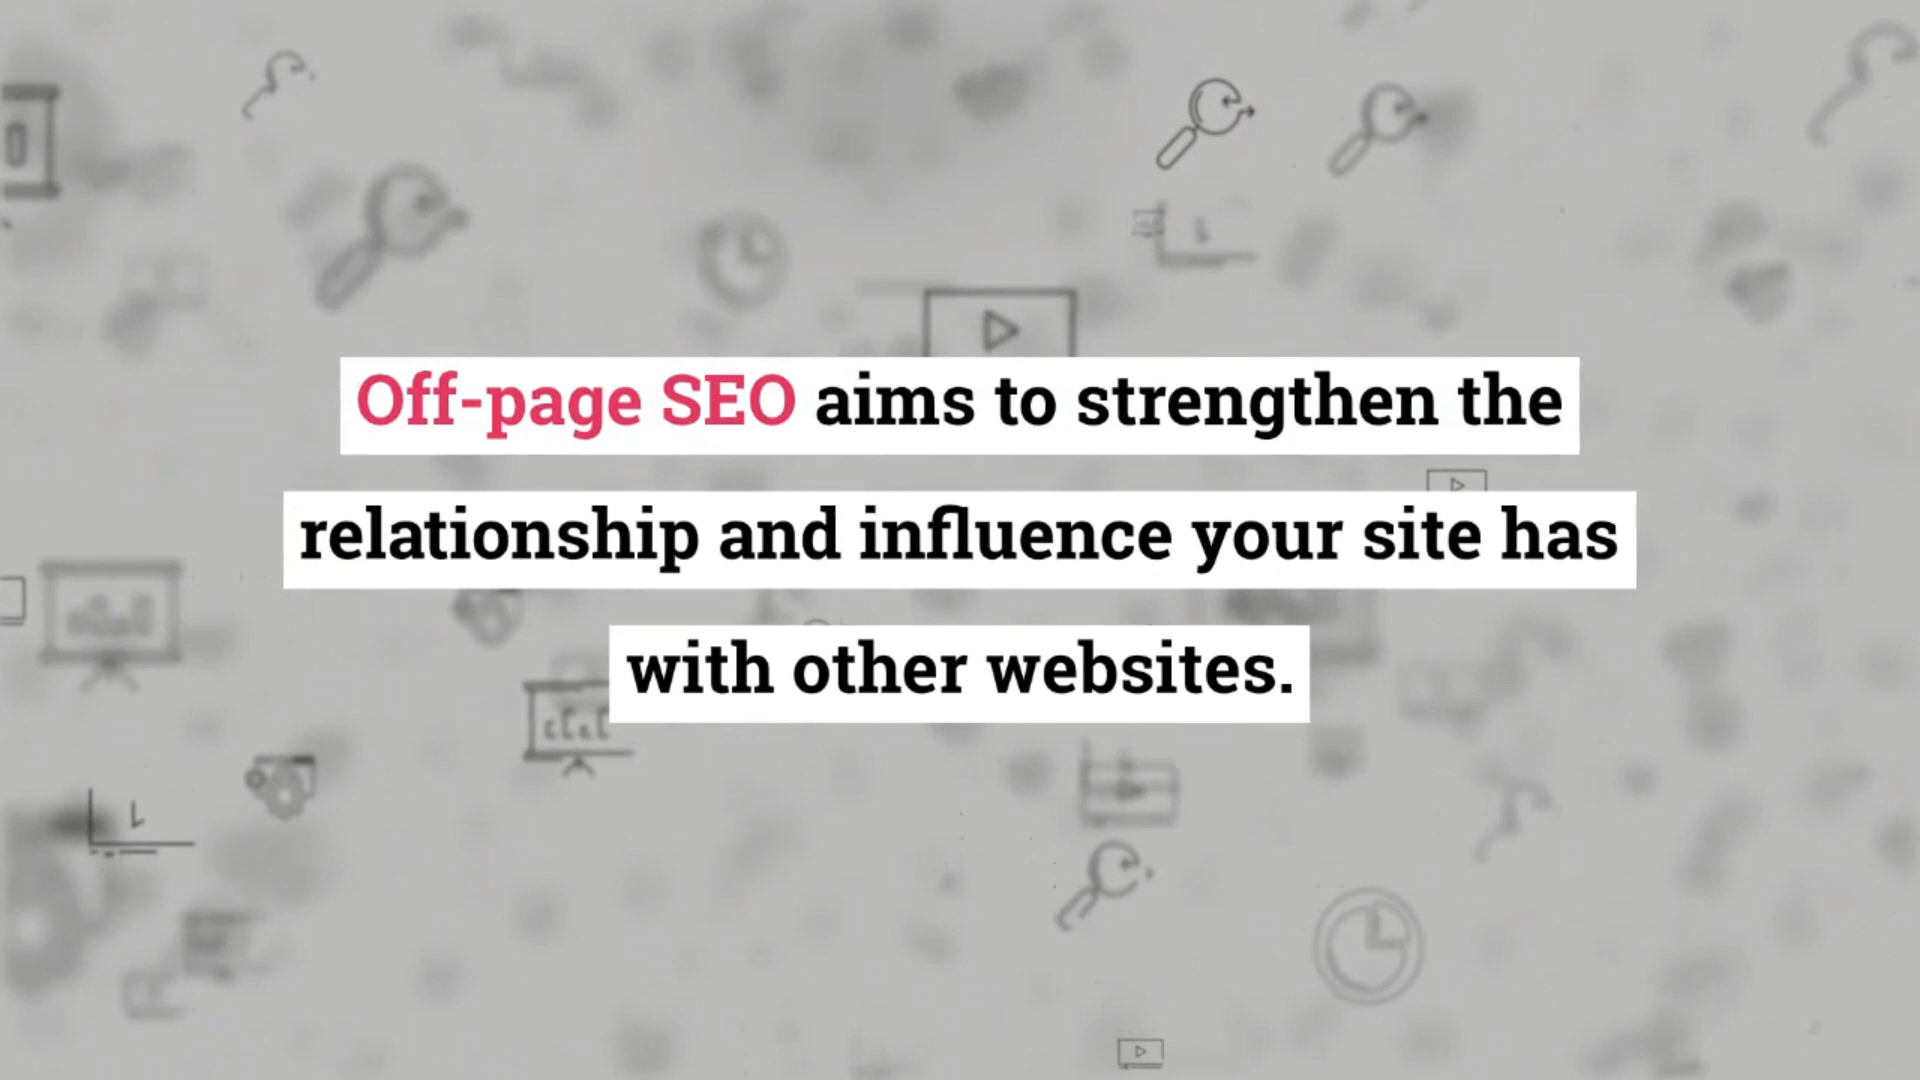 Off-page SEO aims to strengthen the
relationship and influence your site has
with other websites.